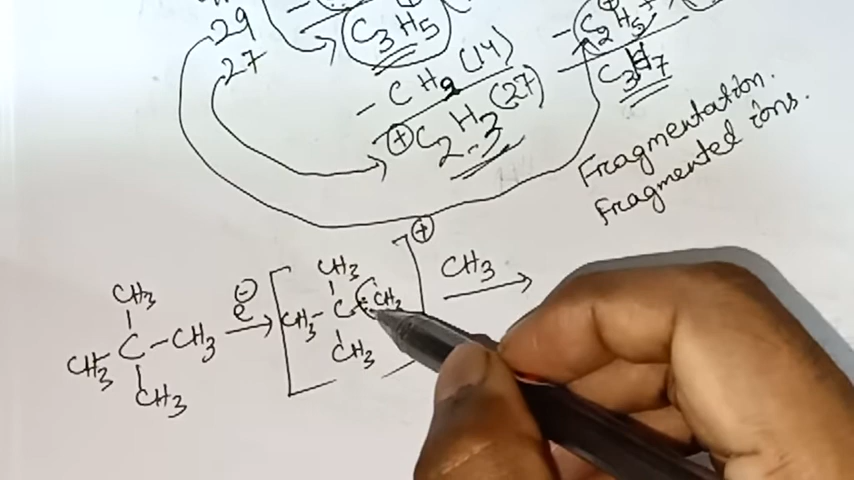 29
27
C3H5
C2H5
- CH2(14)
C3H7
⊕C2H3(27)
Fragmentation.
Fragmented ions.
⊕
CH3
CH3
CH3
⊖
e
CH3- C - CH3
CH3- C CH3
CH3
CH3